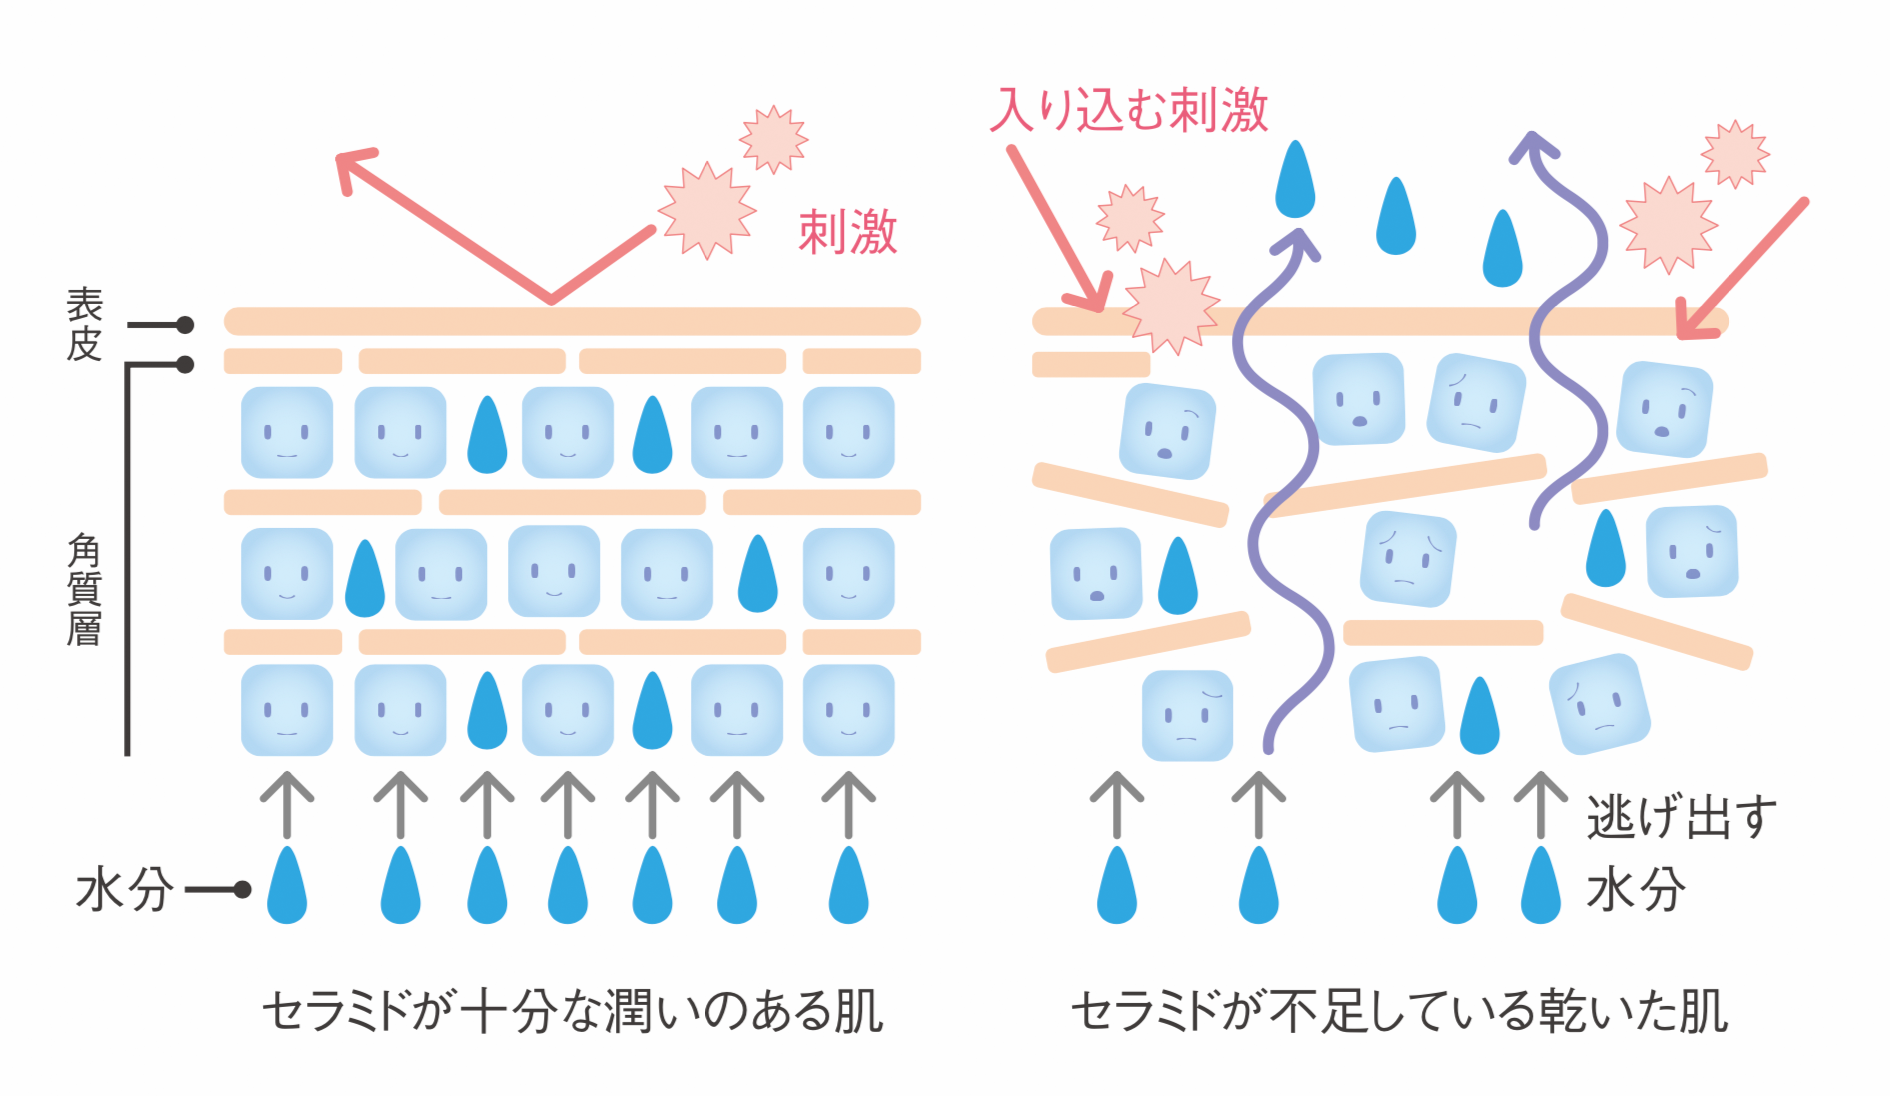 刺激
表皮
角質層
水分
セラミドが十分な潤いのある肌
入り込む刺激
逃げ出す
水分
セラミドが不足している乾いた肌